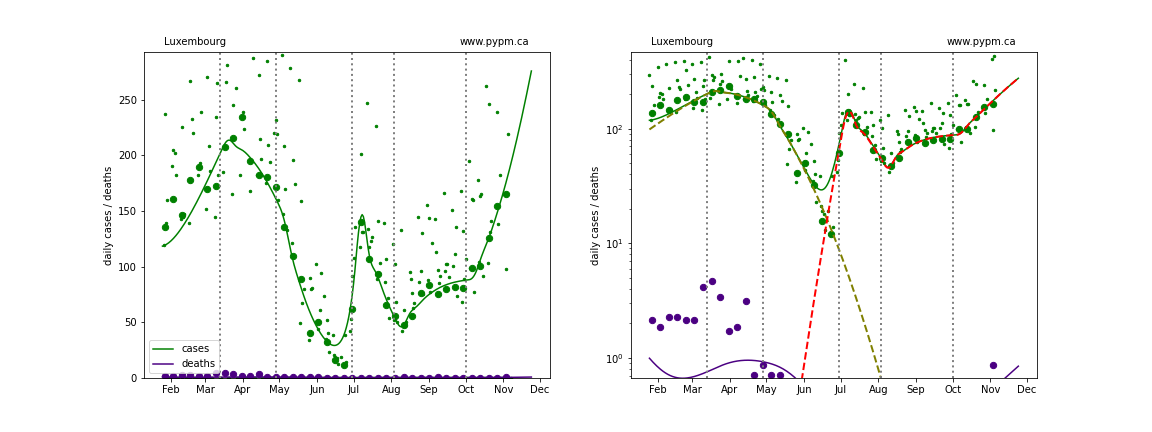 Luxembourg www.pypm.ca
daily cases / deaths
250
200
150
100
50
0
cases
deaths
Feb Mar Apr May Jun Jul Aug Sep Oct Nov Dec
Luxembourg www.pypm.ca
daily cases / deaths
10²
10¹
10⁰
Feb Mar Apr May Jun Jul Aug Sep Oct Nov Dec